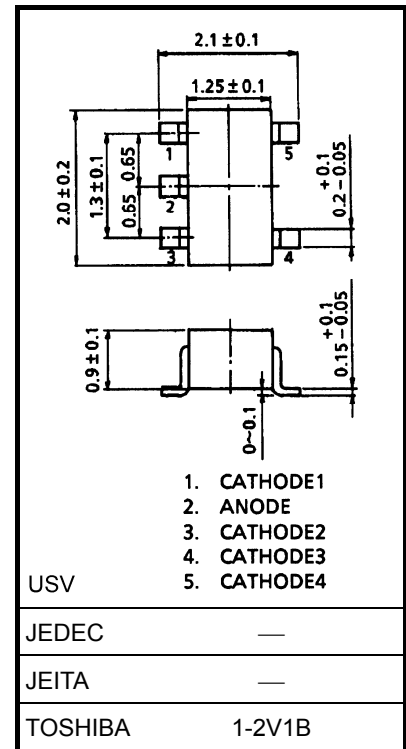 2.1±0.1
1.25±0.1
1
5
2.0±0.2
1.3±0.1
0.65
0.65
2
+0.1
0.2-0.05
3
4
0.9±0.1
+0.1
0.15-0.05
0~0.1
1. CATHODE1
2. ANODE
3. CATHODE2
4. CATHODE3
USV 5. CATHODE4
JEDEC —
JEITA —
TOSHIBA 1-2V1B